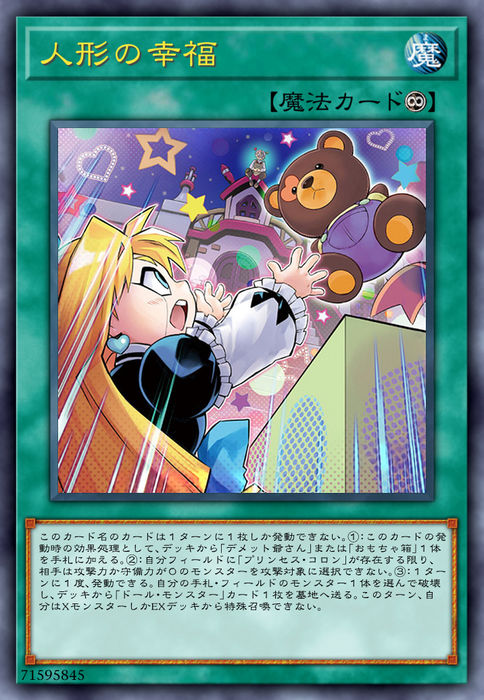 人形の幸福
魔
【魔法カード∞】
このカード名のカードは1ターンに1枚しか発動できない。①:このカードの発
動時の効果処理として、デッキから「デメット爺さん」または「おもちゃ箱」1体
を手札に加える。②:自分フィールドに「プリンセス・コロン」が存在する限り、
相手は攻撃力か守備力が0のモンスターを攻撃対象に選択できない。③:1ター
ンに1度、発動できる。自分の手札・フィールドのモンスター1体を選んで破壊
し、デッキから「ドール・モンスター」カード1枚を墓地へ送る。このターン、自
分はXモンスターしかEXデッキから特殊召喚できない。
71595845